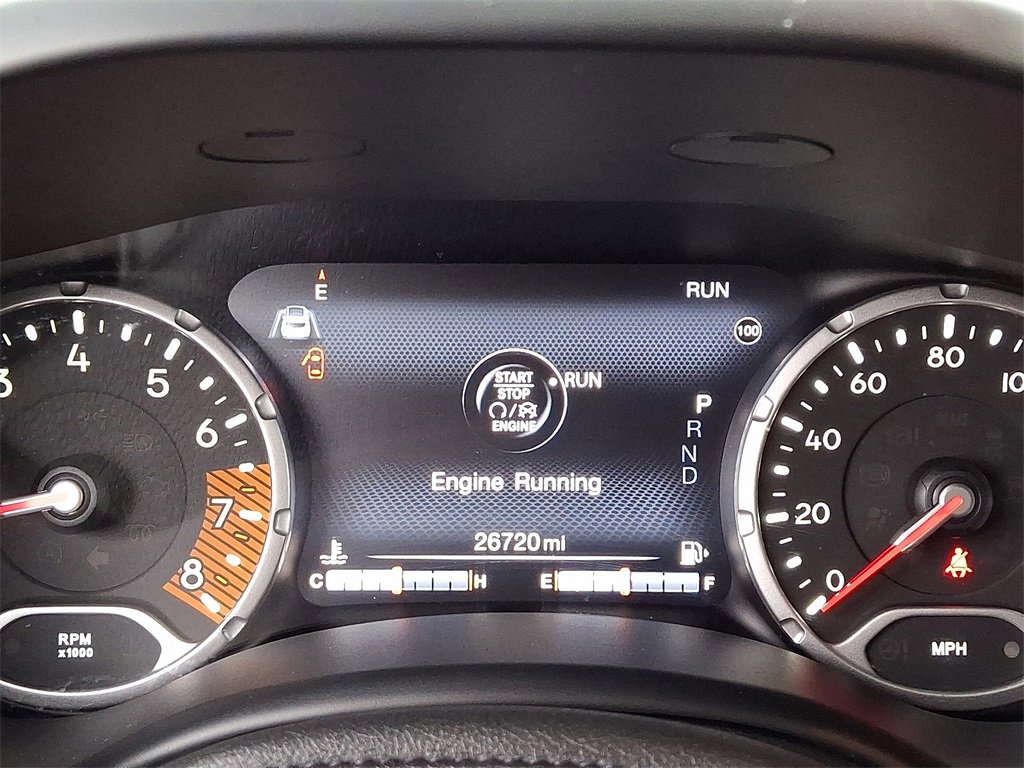 E
RUN
100
START
STOP
ENGINE
RUN
P
R
N
D
Engine Running
26720 mi
C H
E F
3 4 5 6 7 8
RPM
x1000
0 20 40 60 80
MPH